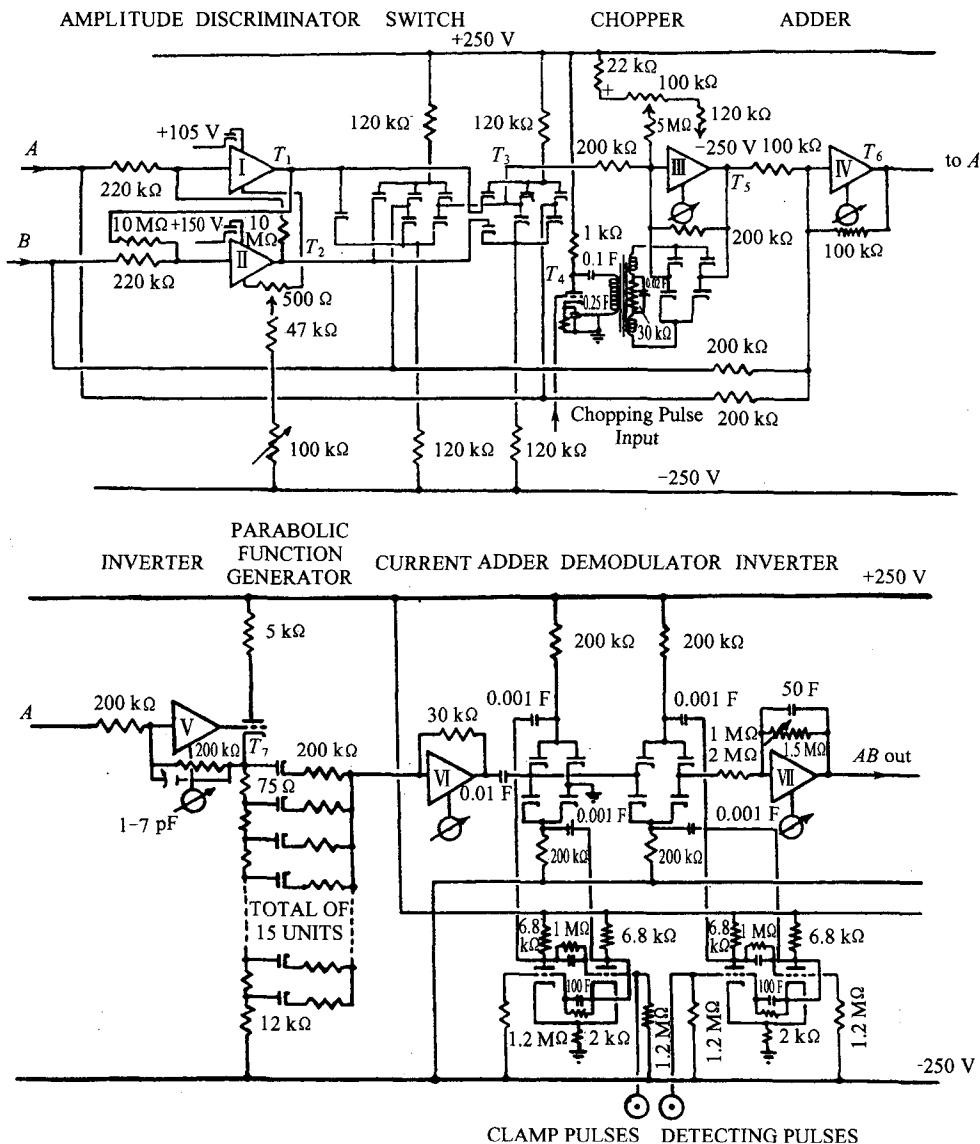 AMPLITUDE DISCRIMINATOR SWITCH CHOPPER ADDER
+250 V
22 kΩ
100 kΩ
+
120 kΩ
120 kΩ
120 kΩ
5 MΩ
+105 V
A
I
T1
T3
200 kΩ
III
-250 V
100 kΩ
IV
T6
to A
T5
220 kΩ
10 MΩ
+150 V
10 MΩ
B
II
T2
200 kΩ
100 kΩ
1 kΩ
0.1 F
T4
220 kΩ
500 Ω
0.25 F
0.02 F
30 kΩ
47 kΩ
200 kΩ
200 kΩ
Chopping Pulse
Input
100 kΩ
120 kΩ
120 kΩ
-250 V
INVERTER
PARABOLIC
FUNCTION
GENERATOR
CURRENT ADDER DEMODULATOR INVERTER
+250 V
5 kΩ
200 kΩ
200 kΩ
A
200 kΩ
V
0.001 F
0.001 F
50 F
30 kΩ
1 MΩ
2 MΩ
1.5 MΩ
200 kΩ
T7
200 kΩ
VI
VII
AB out
75 Ω
0.01 F
1-7 pF
0.001 F
0.001 F
200 kΩ
200 kΩ
TOTAL OF
15 UNITS
6.8 kΩ
1 MΩ
6.8 kΩ
6.8 kΩ
1 MΩ
6.8 kΩ
100 F
100 F
12 kΩ
1.2 MΩ
2 kΩ
1.2 MΩ
1.2 MΩ
2 kΩ
1.2 MΩ
-250 V
CLAMP PULSES DETECTING PULSES